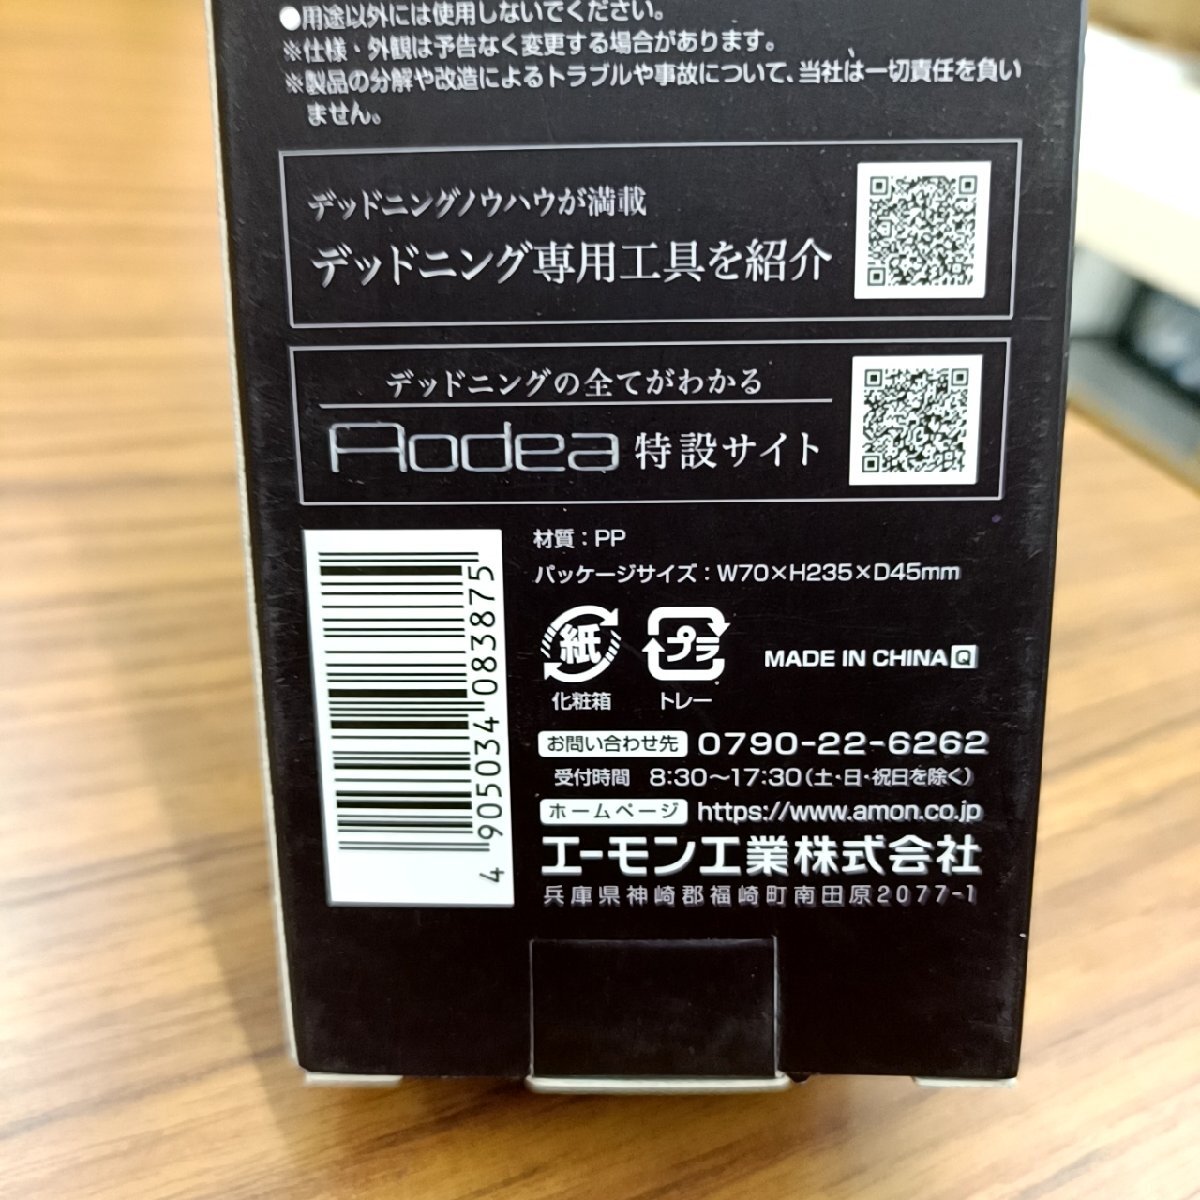 ●用途以外には使用しないでください。
※仕様・外観は予告なく変更する場合があります。
※製品の分解や改造によるトラブルや事故について、当社は一切責任を負い
ません。
デッドニングノウハウが満載
デッドニング専用工具を紹介
デッドニングの全てがわかる
Aodea 特設サイト
材質：PP
パッケージサイズ：W70×H235×D45mm
紙
化粧箱
プラ
トレー
MADE IN CHINA Q
お問い合わせ先 0790-22-6262
受付時間 8:30～17:30(土・日・祝日を除く)
ホームページ https://www.amon.co.jp
エーモン工業株式会社
兵庫県神崎郡福崎町南田原2077-1
4 905034 083875